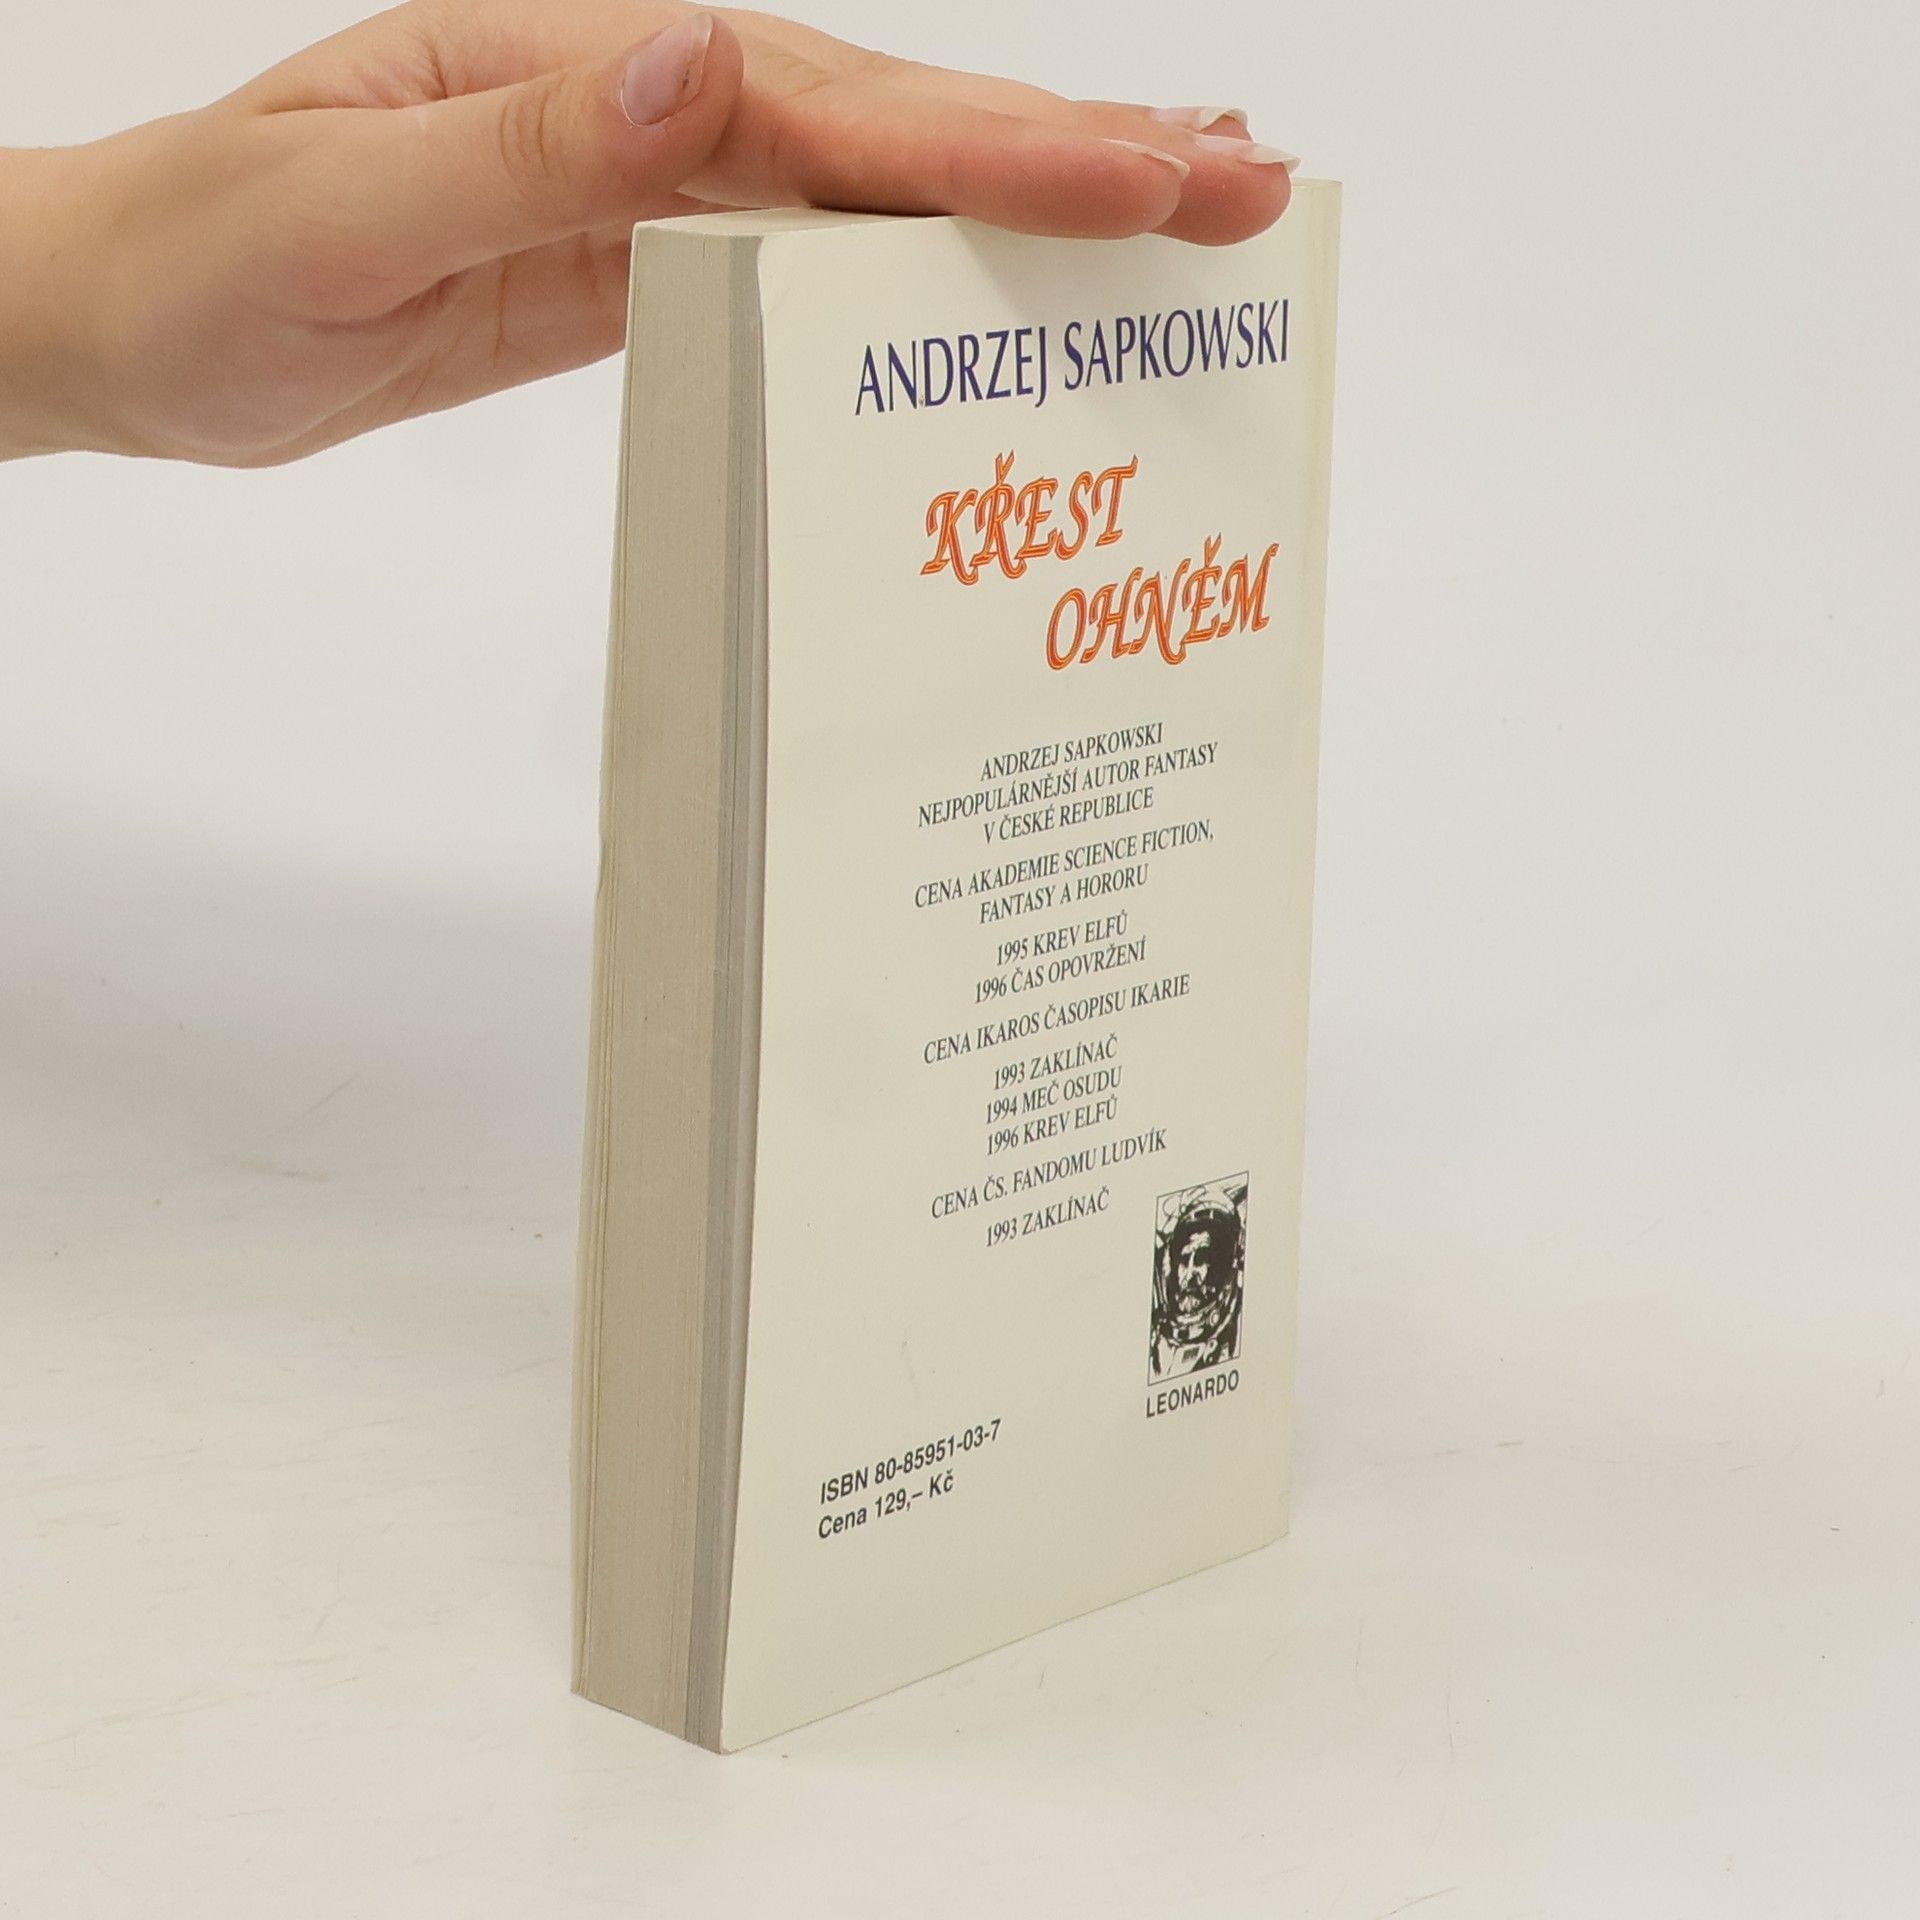 ANDRZEJ SAPKOWSKI
KŘEST
OHNĚM
ANDRZEJ SAPKOWSKI
NEJPOPULÁRNĚJŠÍ AUTOR FANTASY
V ČESKÉ REPUBLICE
CENA AKADEMIE SCIENCE FICTION,
FANTASY A HORORU
1995 KREV ELFŮ
1996 ČAS OPOVRŽENÍ
CENA IKAROS ČASOPISU IKARIE
1993 ZAKLÍNAČ
1994 MEČ OSUDU
1996 KREV ELFŮ
CENA ČS. FANDOMU LUDVÍK
1993 ZAKLÍNAČ
LEONARDO
ISBN 80-85951-03-7
Cena 129,– Kč